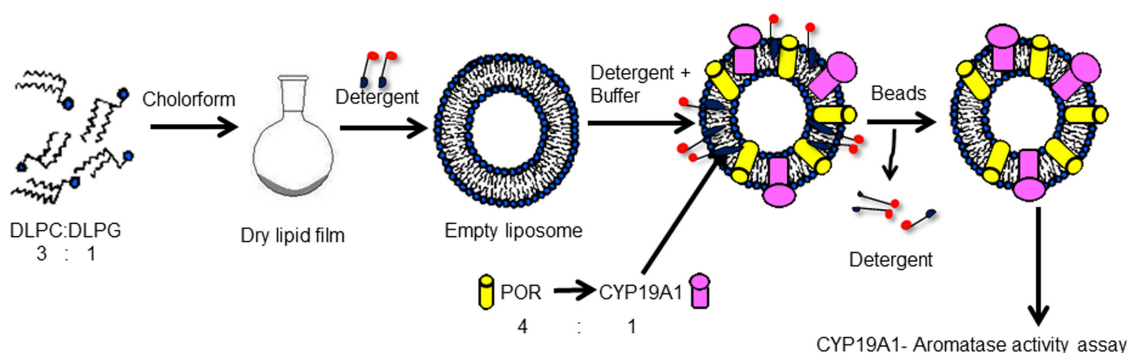 Cholorform
Detergent
Detergent +
Buffer
Beads
DLPC:DLPG
3 : 1
Dry lipid film
Empty liposome
Detergent
POR
CYP19A1
4 : 1
CYP19A1- Aromatase activity assay